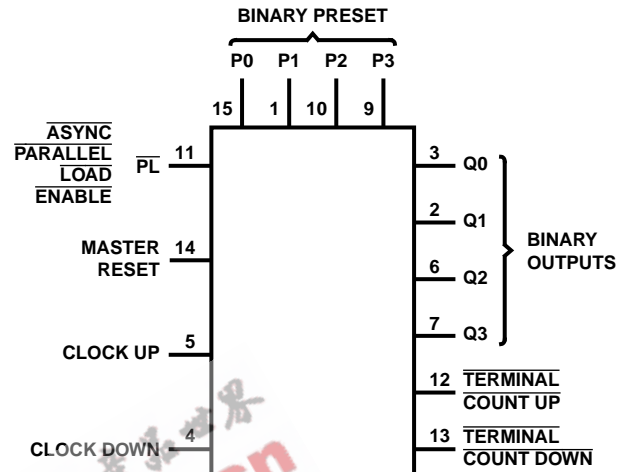 BINARY PRESET
P0 P1 P2 P3
15 1 10 9
ASYNC
PARALLEL
LOAD
ENABLE
PL
11
MASTER
RESET
14
CLOCK UP
5
CLOCK DOWN
4
3 Q0
2 Q1
6 Q2
7 Q3
BINARY
OUTPUTS
12 TERMINAL
COUNT UP
13 TERMINAL
COUNT DOWN